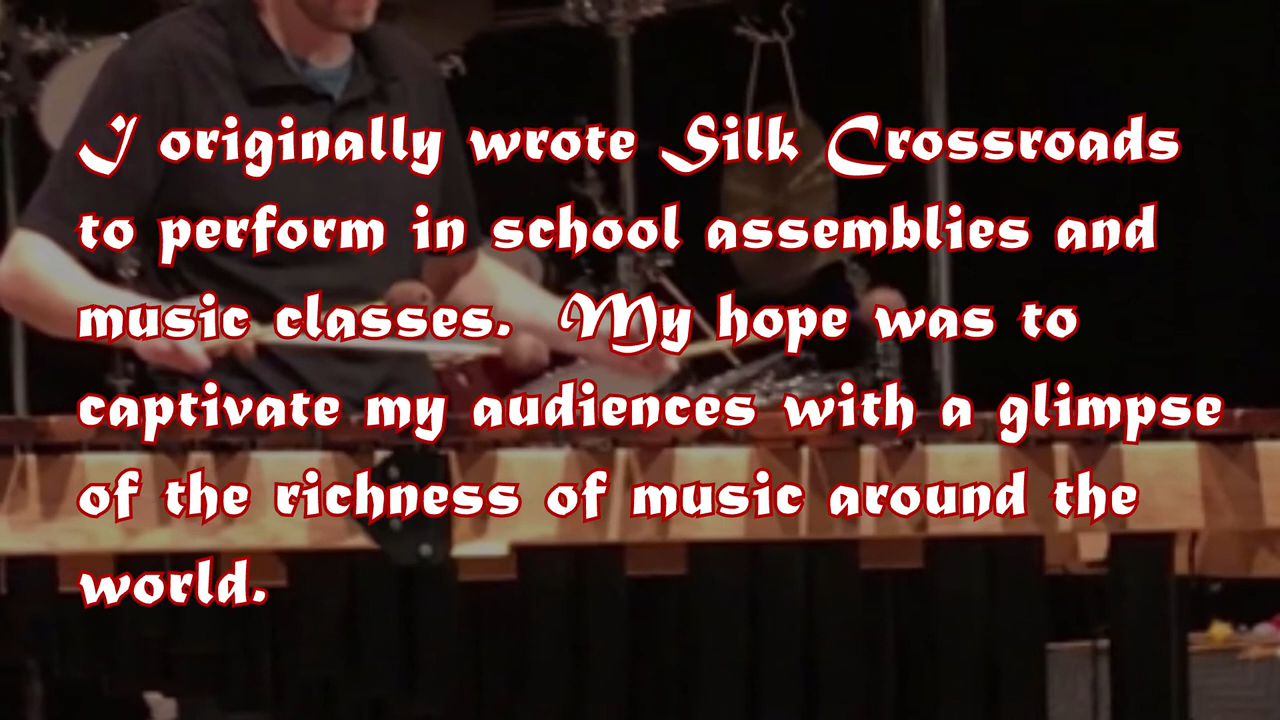 I originally wrote Silk Crossroads
to perform in school assemblies and
music classes.  My hope was to
captivate my audiences with a glimpse
of the richness of music around the
world.